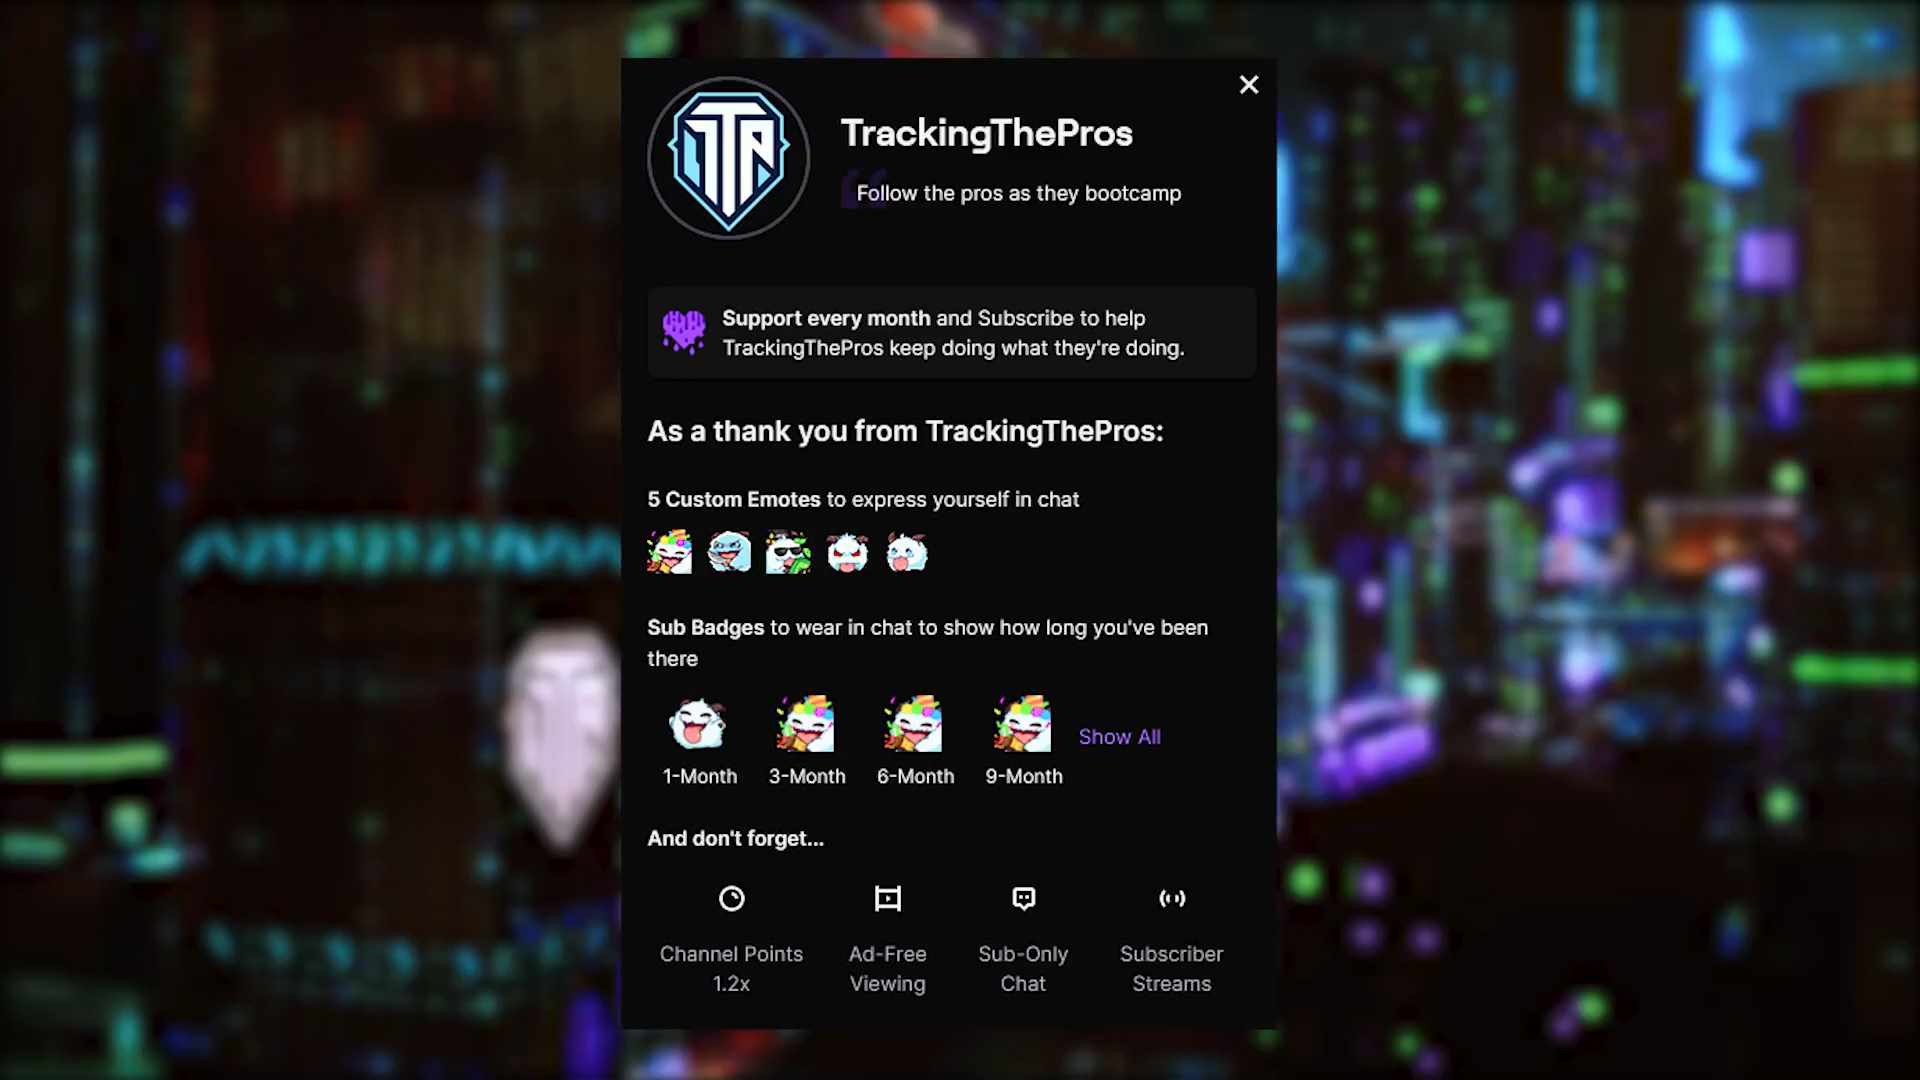 TrackingThePros
Follow the pros as they bootcamp
Support every month and Subscribe to help
TrackingThePros keep doing what they're doing.
As a thank you from TrackingThePros:
5 Custom Emotes to express yourself in chat
Sub Badges to wear in chat to show how long you've been
there
1-Month 3-Month 6-Month 9-Month Show All
And don't forget...
Channel Points Ad-Free Sub-Only Subscriber
1.2x Viewing Chat Streams